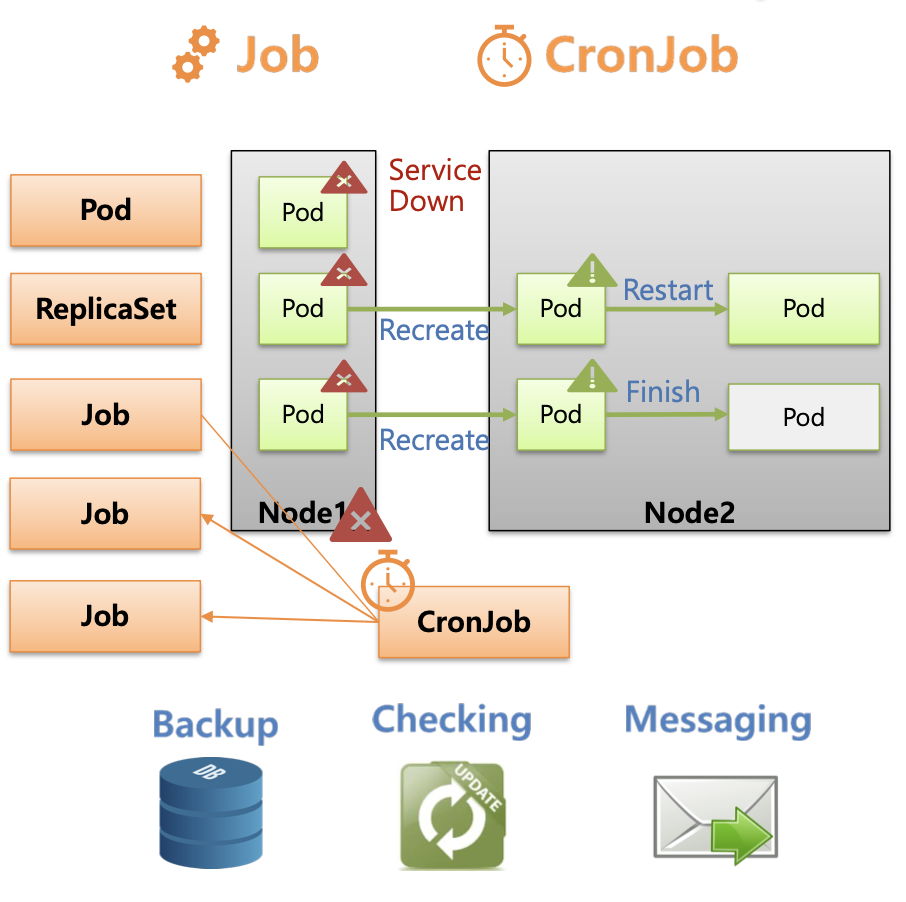 Job
CronJob
Pod
Pod
Service
Down
ReplicaSet
Pod
Recreate
Pod
Restart
Pod
Job
Pod
Recreate
Pod
Finish
Pod
Job
Node1
Node2
Job
CronJob
Backup
Checking
Messaging
DB
UPDATE